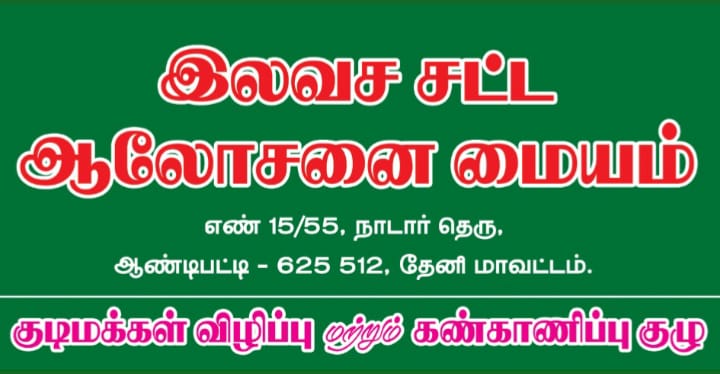 இலவச சட்ட
ஆலோசனை மையம்
எண் 15/55, நாடார் தெரு,
ஆண்டிபட்டி - 625 512, தேனி மாவட்டம்.
குடிமக்கள் விழிப்பு மற்றும் கண்காணிப்பு குழு